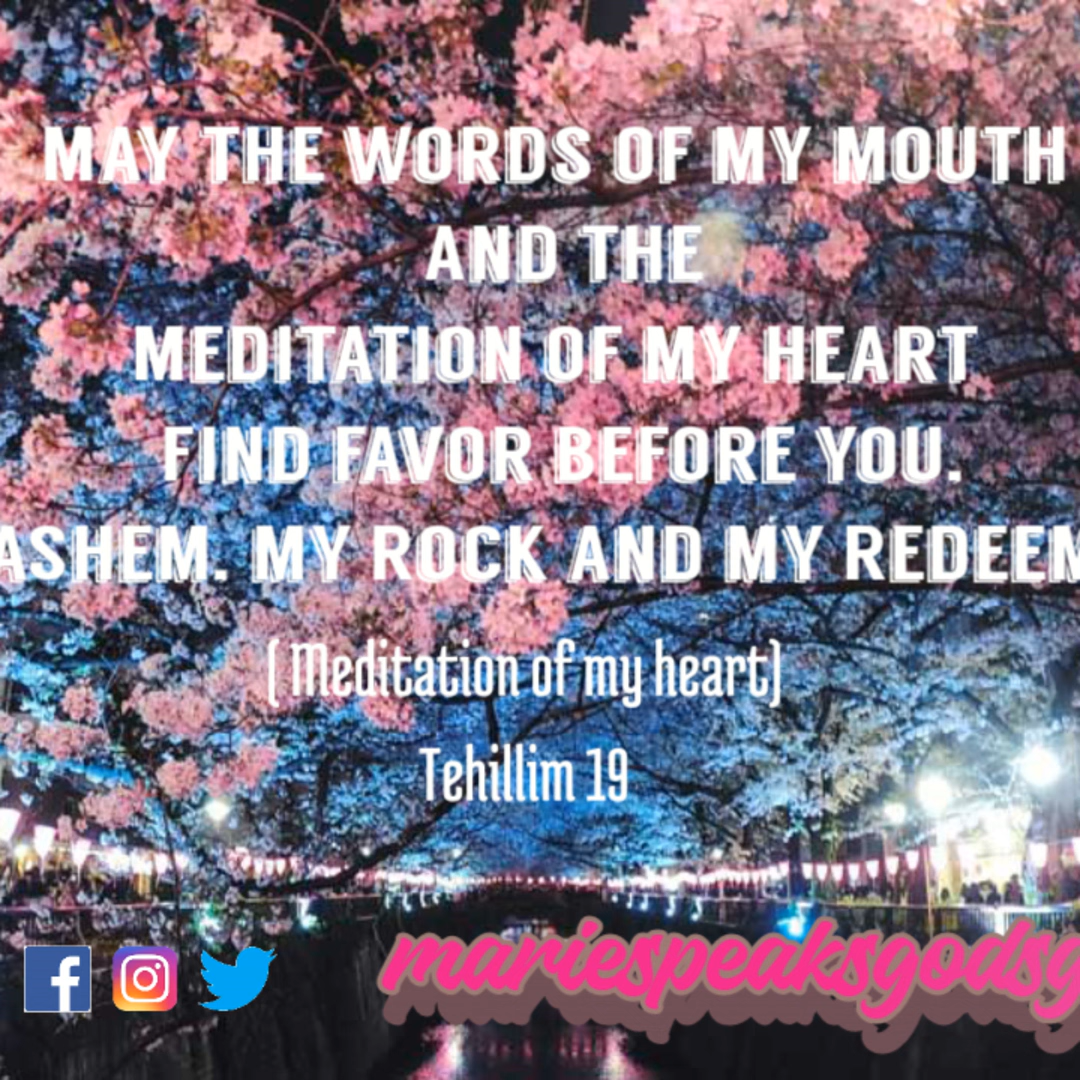 MAY THE WORDS OF MY MOUTH
AND THE
MEDITATION OF MY HEART
FIND FAVOR BEFORE YOU.
ASHEM. MY ROCK AND MY REDEEM
( Meditation of my heart)
Tehillim 19
mariespeaksgodsg